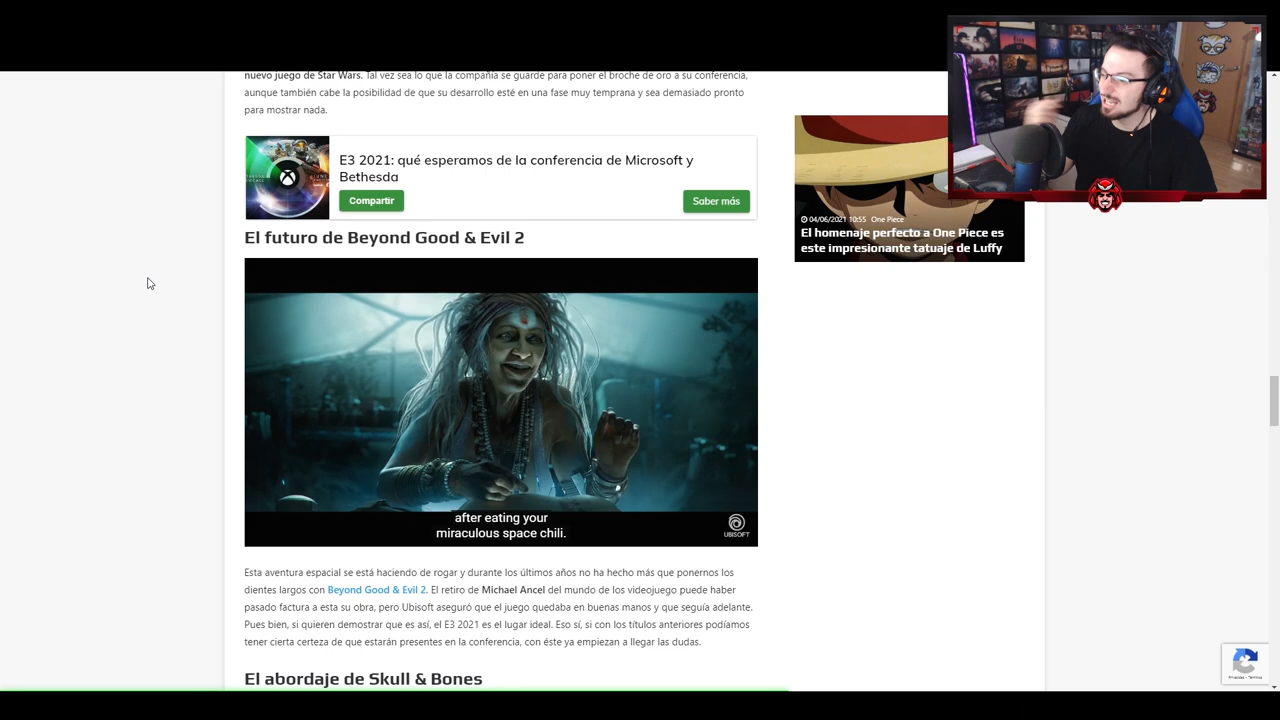 nuevo juego de Star Wars. Tal vez sea lo que la compañía se guarde para poner el broche de oro a su conferencia,
aunque también cabe la posibilidad de que su desarrollo esté en una fase muy temprana y sea demasiado pronto
para mostrar nada.
E3 2021: qué esperamos de la conferencia de Microsoft y
Bethesda
Compartir
Saber más
04/06/2021 10:55 One Piece
El homenaje perfecto a One Piece es
este impresionante tatuaje de Luffy
El futuro de Beyond Good & Evil 2
after eating your
miraculous space chili.
UBISOFT
Esta aventura espacial se está haciendo de rogar y durante los últimos años no ha hecho más que ponernos los
dientes largos con Beyond Good & Evil 2. El retiro de Michael Ancel del mundo de los videojuego puede haber
pasado factura a esta su obra, pero Ubisoft aseguró que el juego quedaba en buenas manos y que seguía adelante.
Pues bien, si quieren demostrar que es así, el E3 2021 es el lugar ideal. Eso sí, si con los títulos anteriores podíamos
tener cierta certeza de que estarán presentes en la conferencia, con éste ya empiezan a llegar las dudas.
El abordaje de Skull & Bones
Privacidad - Términos